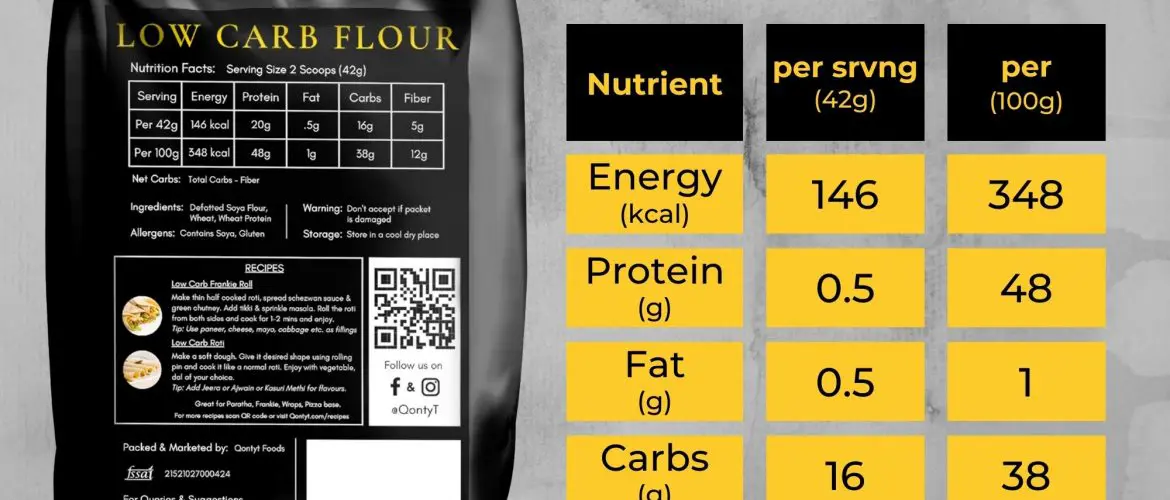 LOW CARB FLOUR
Nutrition Facts: Serving Size 2 Scoops (42g)
Serving Energy Protein Fat Carbs Fiber
Per 42g 146 kcal 20g .5g 16g 5g
Per 100g 348 kcal 48g 1g 38g 12g
Net Carbs: Total Carbs - Fiber
Ingredients: Defatted Soya Flour,
Wheat, Wheat Protein
Allergens: Contains Soya, Gluten
Warning: Don't accept if packet
is damaged
Storage: Store in a cool dry place
RECIPES
Low Carb Frankie Roll
Make thin half cooked roti, spread schezwan sauce &
green chutney. Add tikki & sprinkle masala. Roll the roti
from both sides and cook for 1-2 mins and enjoy.
Tip: Use paneer, cheese, mayo, cabbage etc. as fillings
Low Carb Roti
Make a soft dough. Give it desired shape using rolling
pin and cook it like a normal roti. Enjoy with vegetable,
dal of your choice.
Tip: Add Jeera or Ajwain or Kasuri Methi for flavours.
Great for Paratha, Frankie, Wraps, Pizza base.
For more recipes scan QR code or visit Qontyt.com/recipes
Follow us on
&
@QontyT
Packed & Marketed by: Qontyt Foods
fssai 21521027000424
For Queries & Suggestions
Nutrient per srvng per
(42g) (100g)
Energy 146 348
(kcal)
Protein 0.5 48
(g)
Fat 0.5 1
(g)
Carbs 16 38
(g)